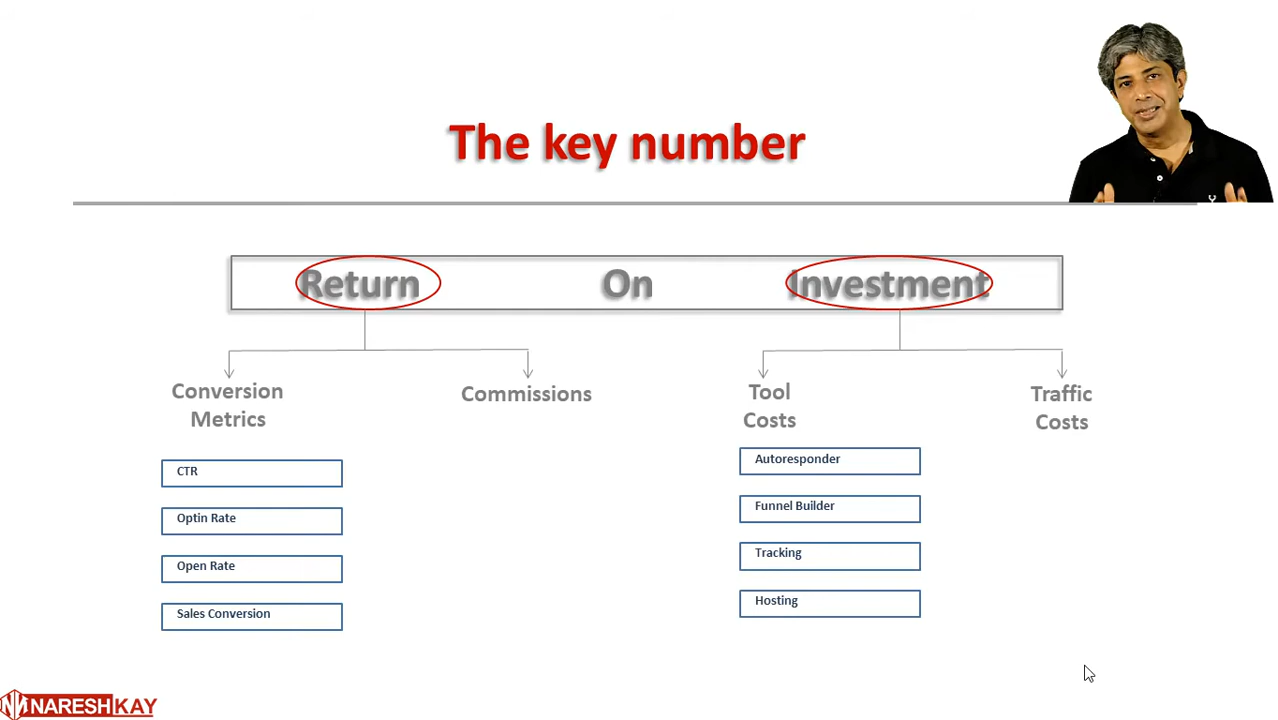 The key number
Return On Investment
Conversion
Metrics
Commissions
Tool
Costs
Traffic
Costs
CTR
Optin Rate
Open Rate
Sales Conversion
Autoresponder
Funnel Builder
Tracking
Hosting
NARESHKAY